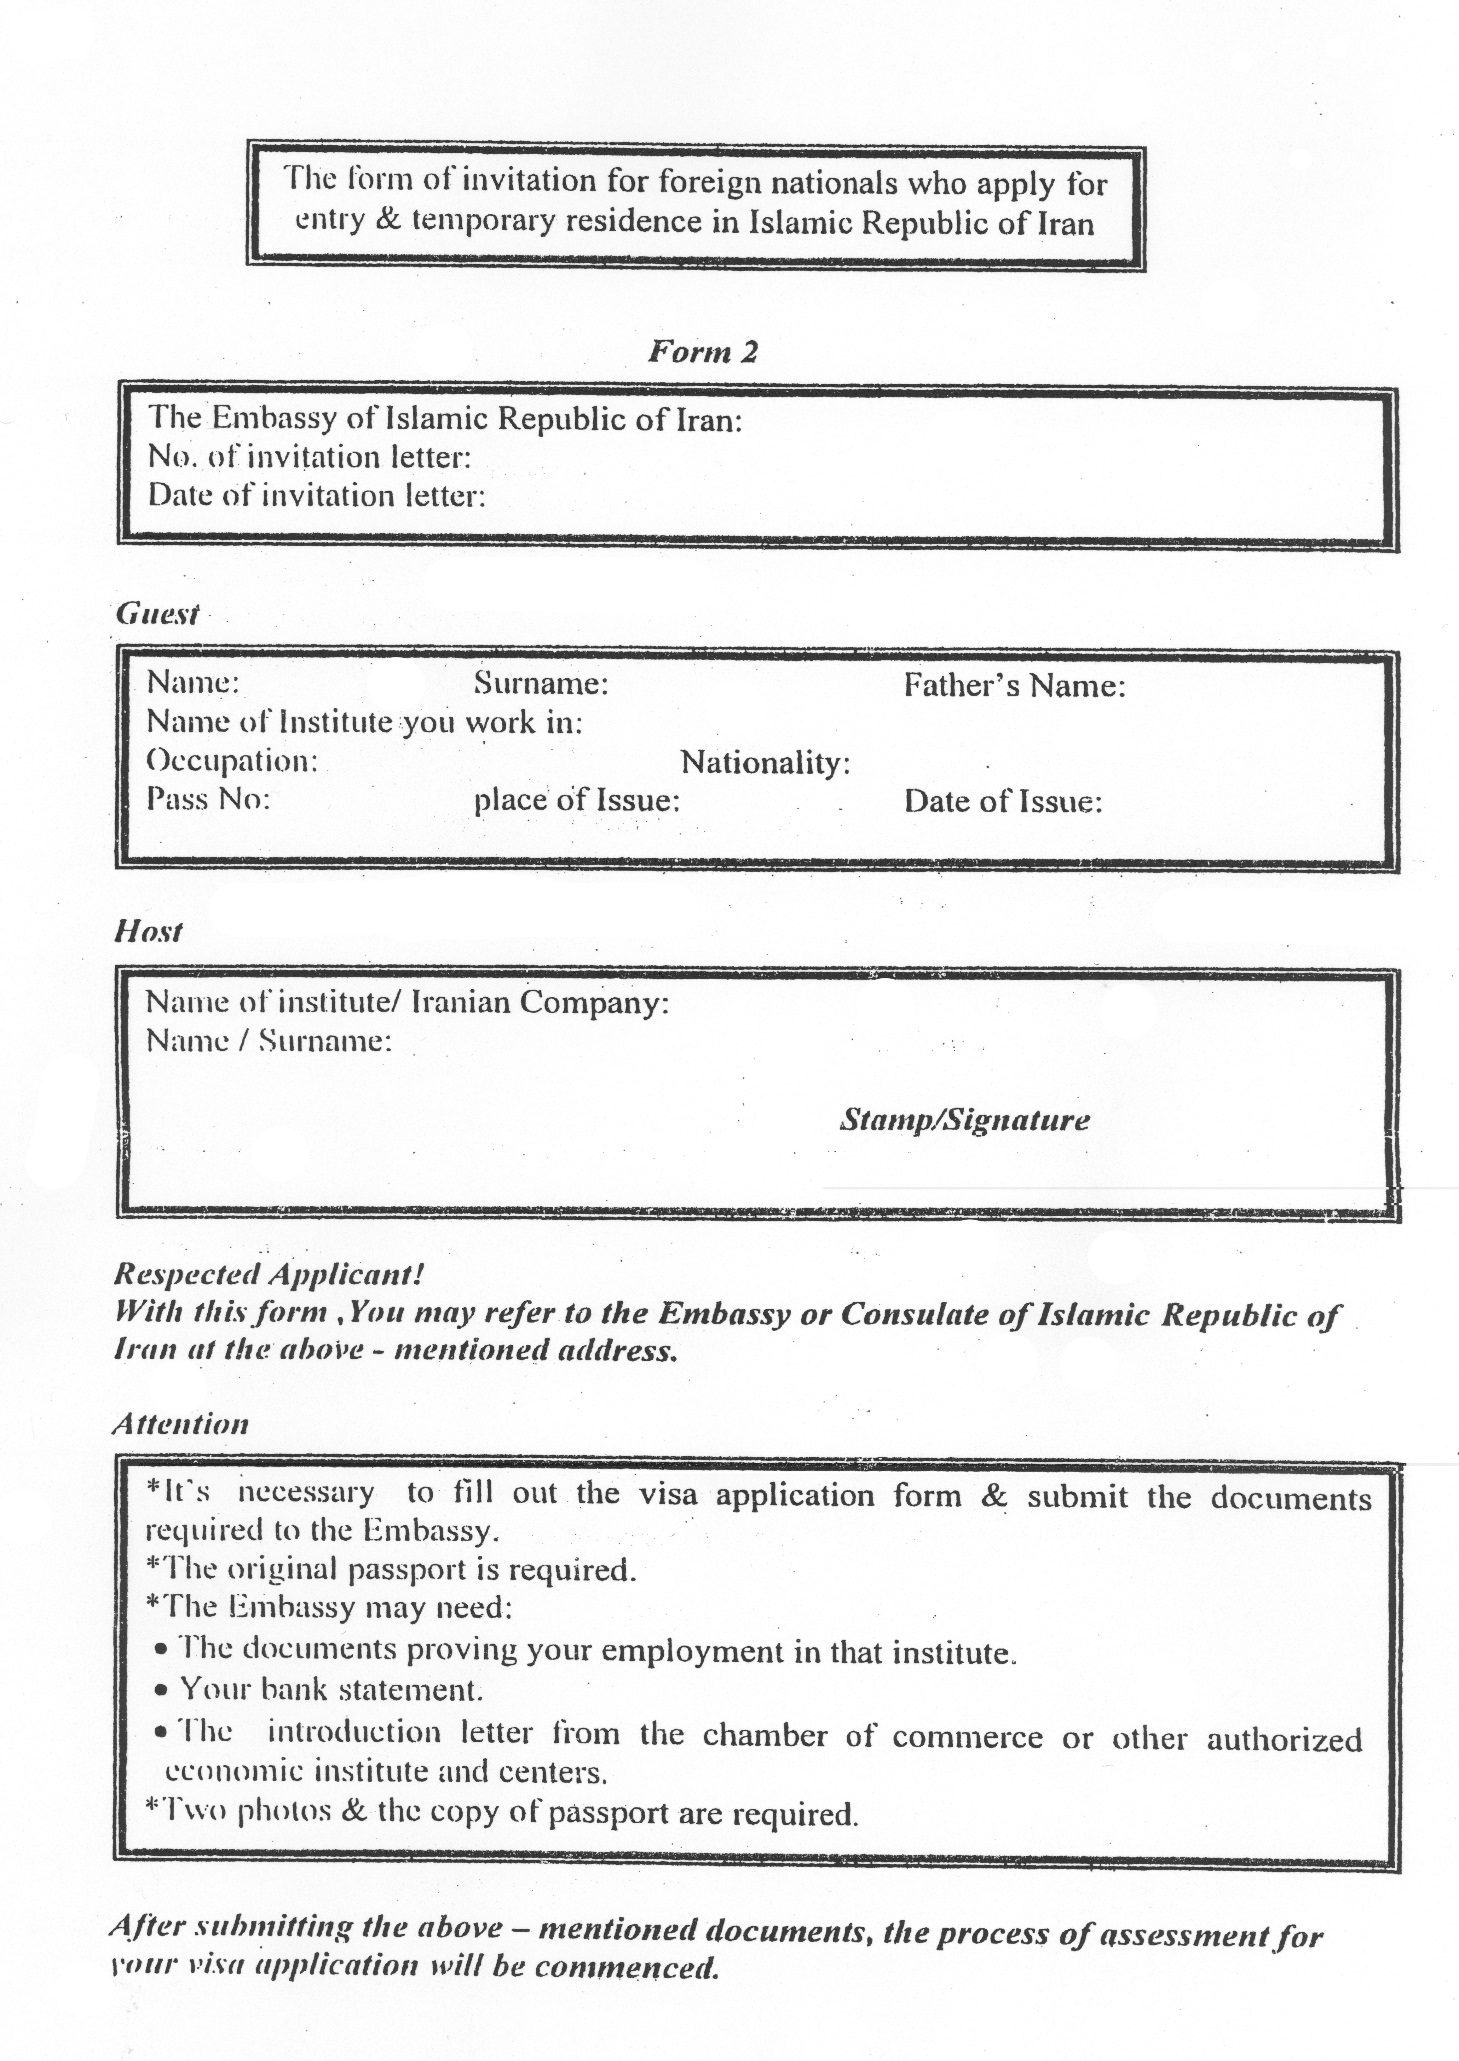 The form of invitation for foreign nationals who apply for
entry & temporary residence in Islamic Republic of Iran
Form 2
The Embassy of Islamic Republic of Iran:
No. of invitation letter:
Date of invitation letter:
Guest
Name: Surname: Father's Name:
Name of Institute you work in:
Occupation: Nationality:
Pass No: place of Issue: Date of Issue:
Host
Name of institute/ Iranian Company:
Name / Surname:
Stamp/Signature
Respected Applicant!
With this form ,You may refer to the Embassy or Consulate of Islamic Republic of
Iran at the above - mentioned address.
Attention
*It's necessary to fill out the visa application form & submit the documents
required to the Embassy.
*The original passport is required.
*The Embassy may need:
• The documents proving your employment in that institute.
• Your bank statement.
• The introduction letter from the chamber of commerce or other authorized
economic institute and centers.
*Two photos & the copy of passport are required.
After submitting the above – mentioned documents, the process of assessment for
your visa application will be commenced.